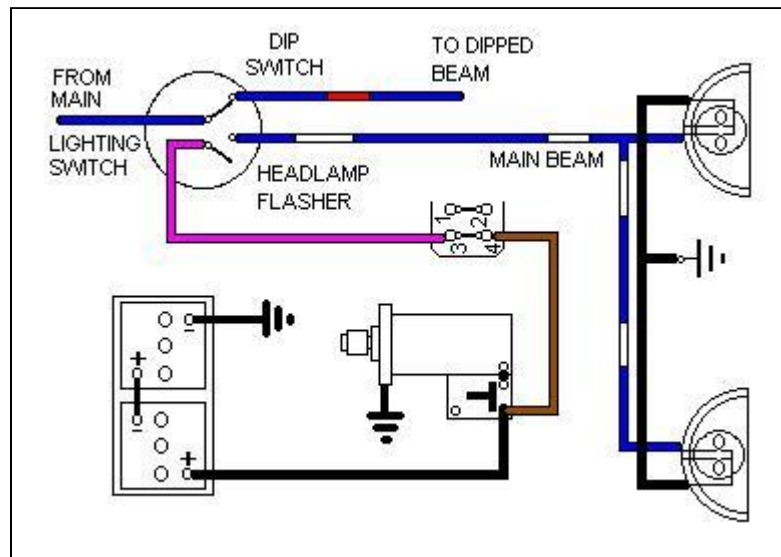 DIP
SWITCH
TO DIPPED
BEAM
FROM
MAIN
LIGHTING
SWITCH
HEADLAMP
FLASHER
MAIN BEAM
1 2
3 4
-
+
-
+